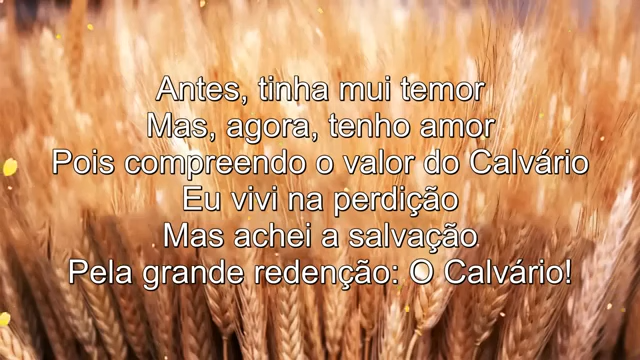 Antes, tinha mui temor
Mas, agora, tenho amor
Pois compreendo o valor do Calvário
Eu vivi na perdição
Mas achei a salvação
Pela grande redenção: O Calvário!